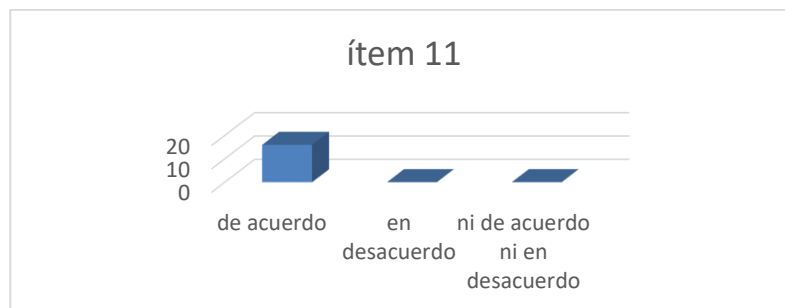 ítem 11
20
10
0
de acuerdo
en
desacuerdo
ni de acuerdo
ni en
desacuerdo